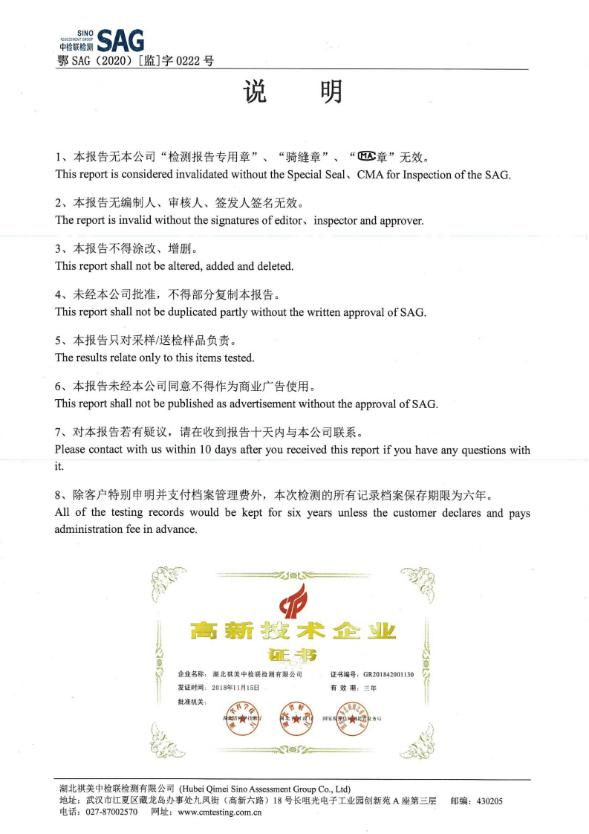 SINO
ASSESSMENT GROUP
中检联检测 SAG
鄂 SAG（2020）[监]字 0222 号
说 明
1、本报告无本公司“检测报告专用章”、“骑缝章”、“MA章”无效。
This report is considered invalidated without the Special Seal、CMA for Inspection of the SAG.
2、本报告无编制人、审核人、签发人签名无效。
The report is invalid without the signatures of editor、inspector and approver.
3、本报告不得涂改、增删。
This report shall not be altered, added and deleted.
4、未经本公司批准，不得部分复制本报告。
This report shall not be duplicated partly without the written approval of SAG.
5、本报告只对采样/送检样品负责。
The results relate only to this items tested.
6、本报告未经本公司同意不得作为商业广告使用。
This report shall not be published as advertisement without the approval of SAG.
7、对本报告若有疑议，请在收到报告十天内与本公司联系。
Please contact with us within 10 days after you received this report if you have any questions with
it.
8、除客户特别申明并支付档案管理费外，本次检测的所有记录档案保存期限为六年。
All of the testing records would be kept for six years unless the customer declares and pays
administration fee in advance.
高新技术企业
证书
企业名称：湖北祺美中检联检测有限公司 证书编号：GR201842001130
发证时间：2018年11月15日 有 效 期：三年
批准机关：
湖北祺美中检联检测有限公司 (Hubei Qimei Sino Assessment Group Co., Ltd)
地址：武汉市江夏区藏龙岛办事处九凤街（高新六路）18 号长咀光电子工业园创新苑 A 座第三层 邮编：430205
电话：027-87002570 网址：www.cmtesting.com.cn